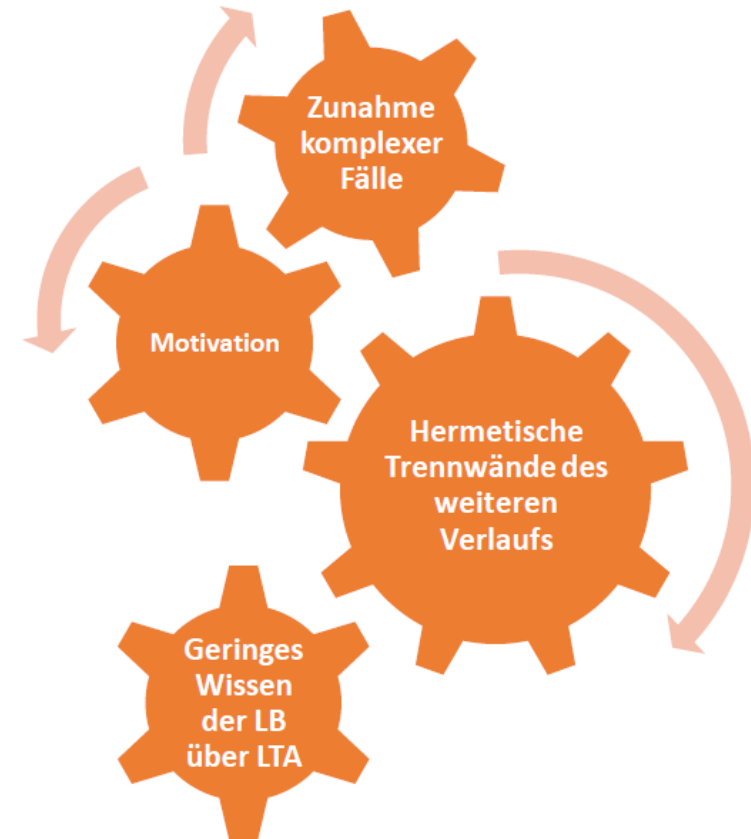 Zunahme
komplexer
Fälle
Motivation
Hermetische
Trennwände des
weiteren
Verlaufs
Geringes
Wissen
der LB
über LTA